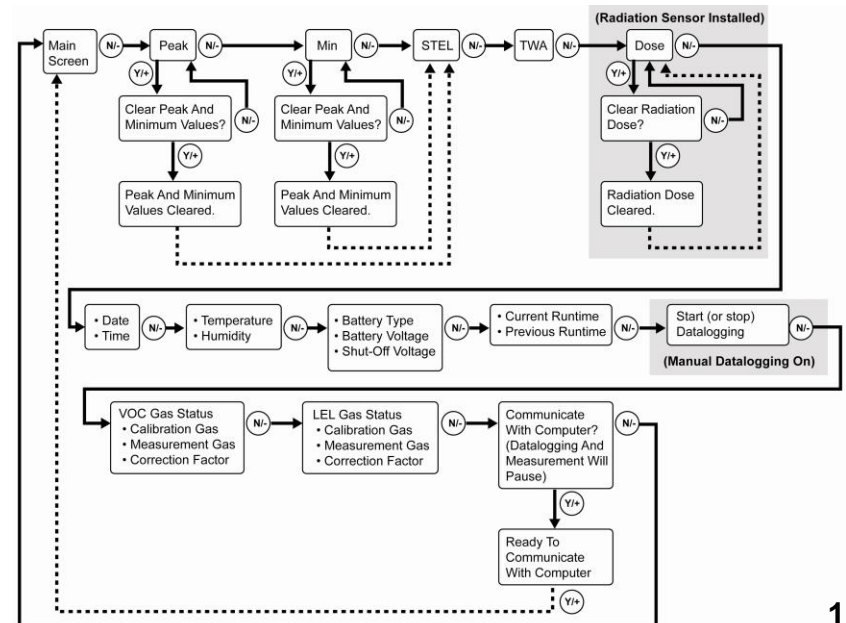 (Radiation Sensor Installed)
Main
Screen
N/-
Peak
N/-
Min
N/-
STEL
N/-
TWA
N/-
Dose
N/-
Y/+
Y/+
Y/+
Clear Peak And
Minimum Values?
N/-
Clear Peak And
Minimum Values?
N/-
Clear Radiation
Dose?
N/-
Y/+
Y/+
Y/+
Peak And Minimum
Values Cleared.
Peak And Minimum
Values Cleared.
Radiation Dose
Cleared.
• Date
• Time
N/-
• Temperature
• Humidity
N/-
• Battery Type
• Battery Voltage
• Shut-Off Voltage
N/-
• Current Runtime
• Previous Runtime
N/-
Start (or stop)
Datalogging
N/-
(Manual Datalogging On)
VOC Gas Status
• Calibration Gas
• Measurement Gas
• Correction Factor
N/-
LEL Gas Status
• Calibration Gas
• Measurement Gas
• Correction Factor
N/-
Communicate
With Computer?
(Datalogging And
Measurement Will
Pause)
N/-
Y/+
Ready To
Communicate
With Computer
Y/+
1